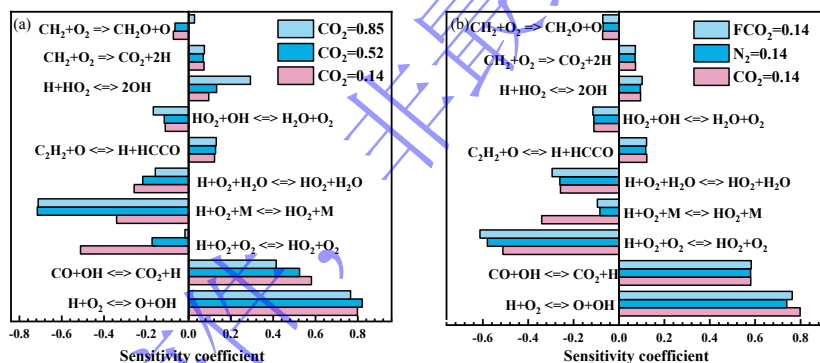 (a)
CH₂+O₂ => CH₂O+O
CH₂+O₂ => CO₂+2H
H+HO₂ <=> 2OH
HO₂+OH <=> H₂O+O₂
C₂H₂+O <=> H+HCCO
H+O₂+H₂O <=> HO₂+H₂O
H+O₂+M <=> HO₂+M
H+O₂+O₂ <=> HO₂+O₂
CO+OH <=> CO₂+H
H+O₂ <=> O+OH
CO₂=0.85
CO₂=0.52
CO₂=0.14
-0.8 -0.6 -0.4 -0.2 0.0 0.2 0.4 0.6 0.8
Sensitivity coefficient
(b)
CH₂+O₂ => CH₂O+O
CH₂+O₂ => CO₂+2H
H+HO₂ <=> 2OH
HO₂+OH <=> H₂O+O₂
C₂H₂+O <=> H+HCCO
H+O₂+H₂O <=> HO₂+H₂O
H+O₂+M <=> HO₂+M
H+O₂+O₂ <=> HO₂+O₂
CO+OH <=> CO₂+H
H+O₂ <=> O+OH
FCO₂=0.14
N₂=0.14
CO₂=0.14
-0.6 -0.4 -0.2 0.0 0.2 0.4 0.6 0.8
Sensitivity coefficient
作，非最